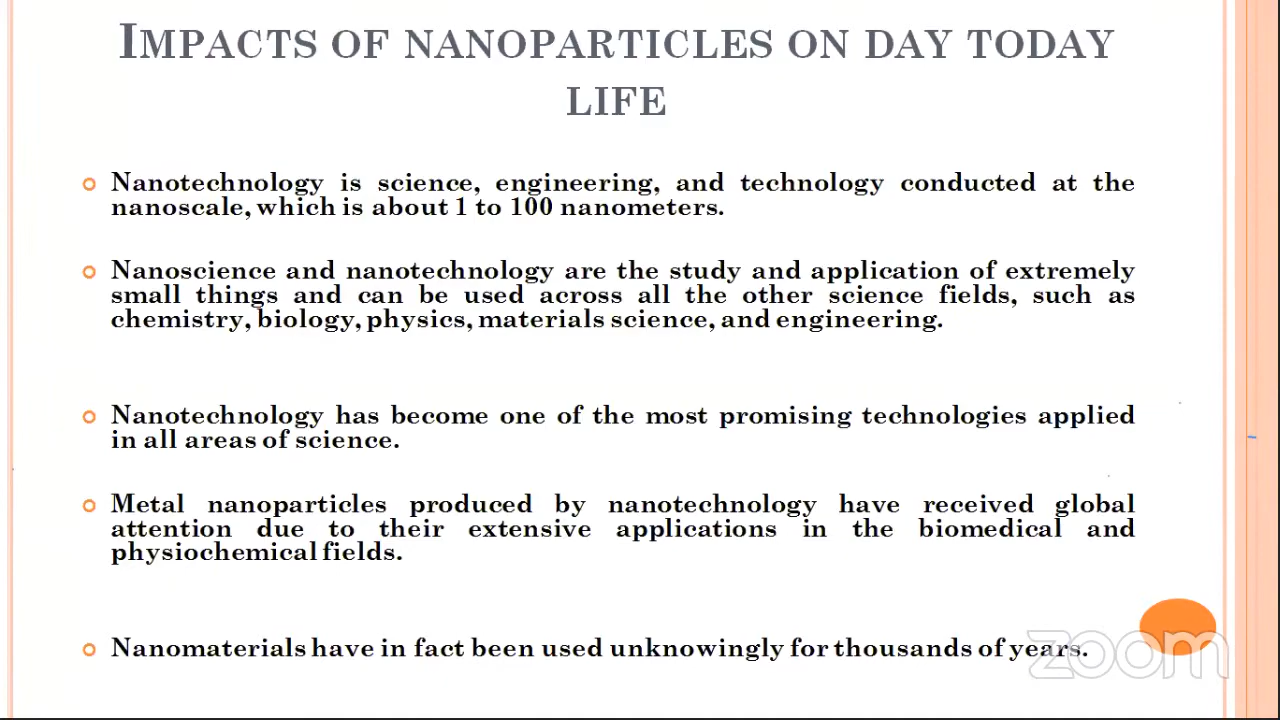 IMPACTS OF NANOPARTICLES ON DAY TODAY
LIFE
Nanotechnology is science, engineering, and technology conducted at the
nanoscale, which is about 1 to 100 nanometers.
Nanoscience and nanotechnology are the study and application of extremely
small things and can be used across all the other science fields, such as
chemistry, biology, physics, materials science, and engineering.
Nanotechnology has become one of the most promising technologies applied
in all areas of science.
Metal nanoparticles produced by nanotechnology have received global
attention due to their extensive applications in the biomedical and
physiochemical fields.
Nanomaterials have in fact been used unknowingly for thousands of years.
zoom